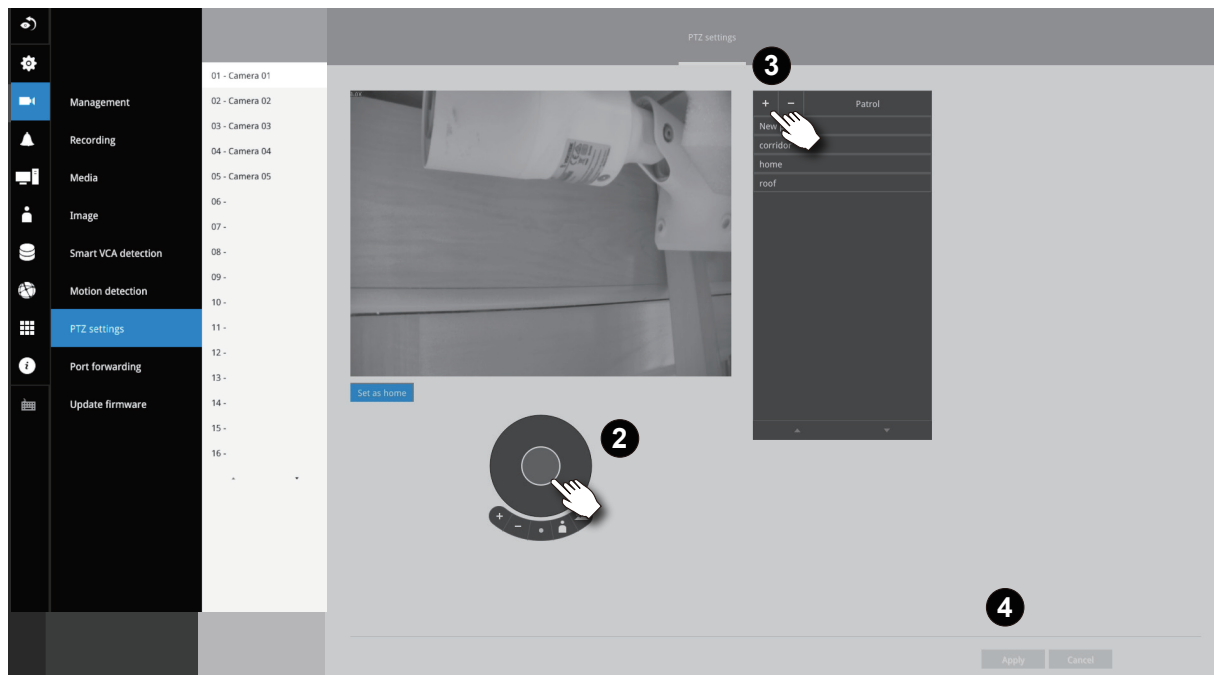 PTZ settings
3
01 - Camera 01
02 - Camera 02
03 - Camera 03
04 - Camera 04
05 - Camera 05
06 -
07 -
08 -
09 -
10 -
11 -
12 -
13 -
14 -
15 -
16 -
Management
Recording
Media
Image
Smart VCA detection
Motion detection
PTZ settings
Port forwarding
Update firmware
+ − Patrol
New
corridor
home
roof
Set as home
2
+ −
4
Apply Cancel